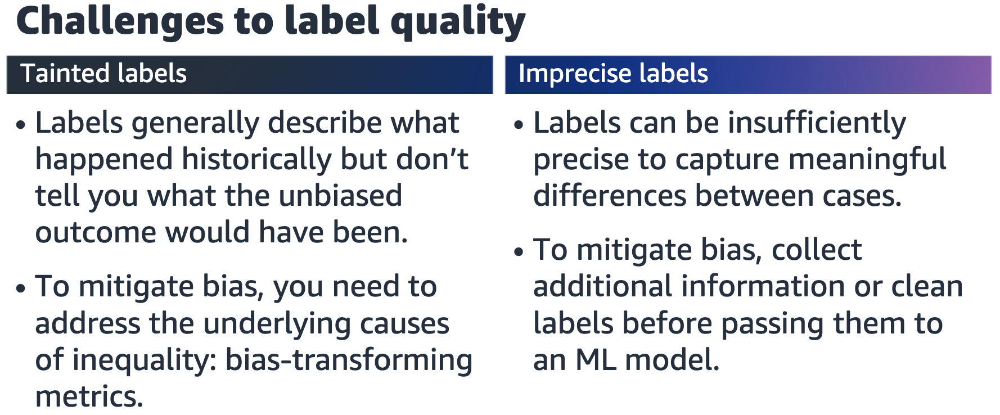 Challenges to label quality
Tainted labels
• Labels generally describe what
happened historically but don’t
tell you what the unbiased
outcome would have been.
• To mitigate bias, you need to
address the underlying causes
of inequality: bias-transforming
metrics.
Imprecise labels
• Labels can be insufficiently
precise to capture meaningful
differences between cases.
• To mitigate bias, collect
additional information or clean
labels before passing them to
an ML model.